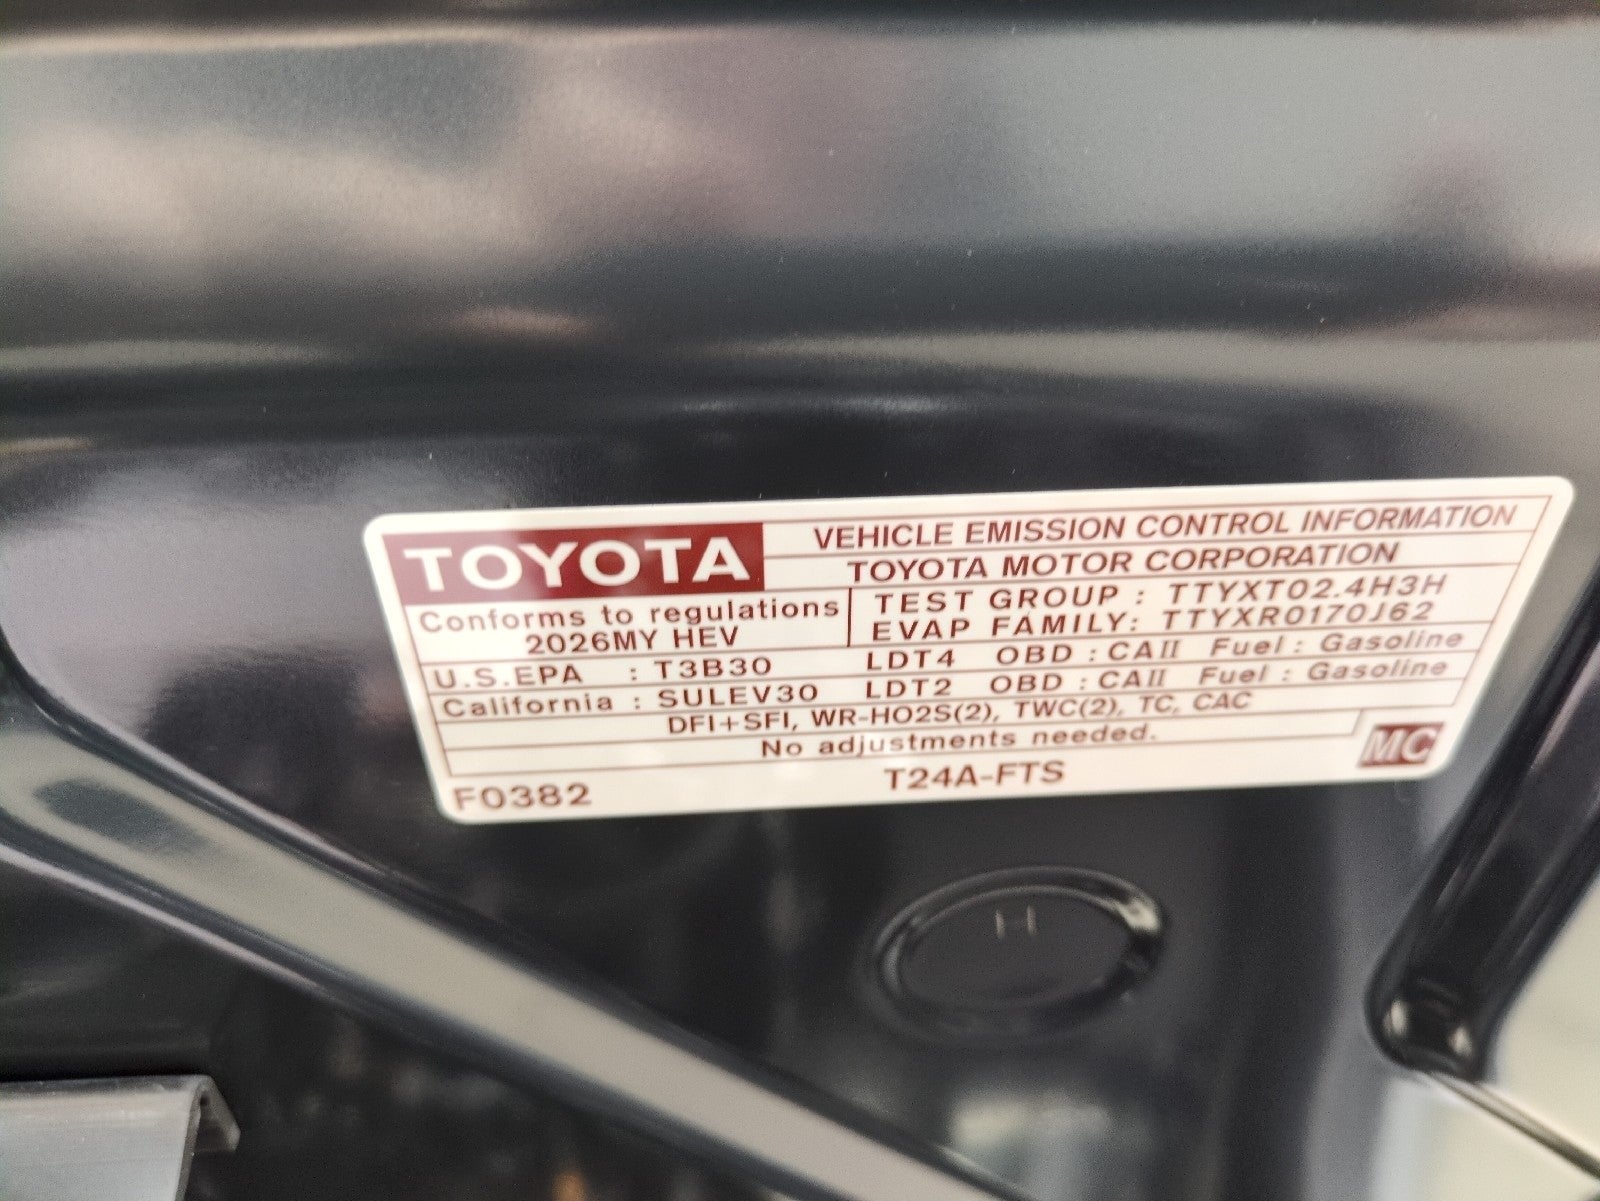 TOYOTA
VEHICLE EMISSION CONTROL INFORMATION
TOYOTA MOTOR CORPORATION
Conforms to regulations
2026MY HEV
TEST GROUP : TTYXT02.4H3H
EVAP FAMILY: TTYXR0170J62
U.S.EPA : T3B30 LDT4 OBD : CAII Fuel : Gasoline
California : SULEV30 LDT2 OBD : CAII Fuel : Gasoline
DFI+SFI, WR-HO2S(2), TWC(2), TC, CAC
No adjustments needed.
MC
F0382 T24A-FTS
H